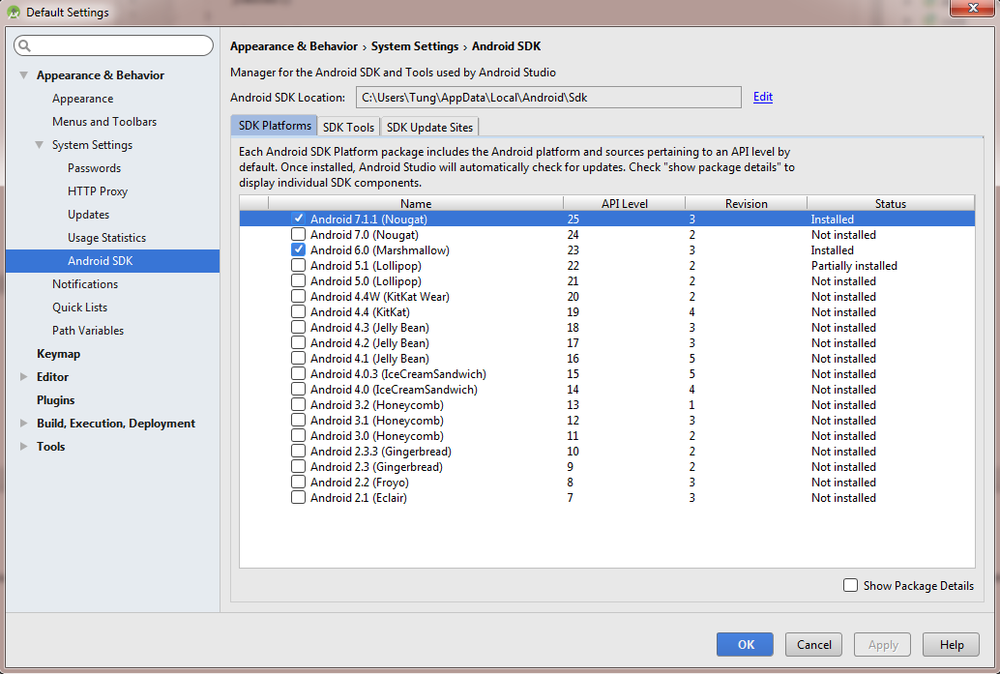 Default Settings
Appearance & Behavior
Appearance
Menus and Toolbars
System Settings
Passwords
HTTP Proxy
Updates
Usage Statistics
Android SDK
Notifications
Quick Lists
Path Variables
Keymap
Editor
Plugins
Build, Execution, Deployment
Tools
Appearance & Behavior › System Settings › Android SDK
Manager for the Android SDK and Tools used by Android Studio
Android SDK Location: C:\Users\Tung\AppData\Local\Android\Sdk Edit
SDK Platforms SDK Tools SDK Update Sites
Each Android SDK Platform package includes the Android platform and sources pertaining to an API level by
default. Once installed, Android Studio will automatically check for updates. Check "show package details" to
display individual SDK components.
Name API Level Revision Status
Android 7.1.1 (Nougat) 25 3 Installed
Android 7.0 (Nougat) 24 2 Not installed
Android 6.0 (Marshmallow) 23 3 Installed
Android 5.1 (Lollipop) 22 2 Partially installed
Android 5.0 (Lollipop) 21 2 Not installed
Android 4.4W (KitKat Wear) 20 2 Not installed
Android 4.4 (KitKat) 19 4 Not installed
Android 4.3 (Jelly Bean) 18 3 Not installed
Android 4.2 (Jelly Bean) 17 3 Not installed
Android 4.1 (Jelly Bean) 16 5 Not installed
Android 4.0.3 (IceCreamSandwich) 15 5 Not installed
Android 4.0 (IceCreamSandwich) 14 4 Not installed
Android 3.2 (Honeycomb) 13 1 Not installed
Android 3.1 (Honeycomb) 12 3 Not installed
Android 3.0 (Honeycomb) 11 2 Not installed
Android 2.3.3 (Gingerbread) 10 2 Not installed
Android 2.3 (Gingerbread) 9 2 Not installed
Android 2.2 (Froyo) 8 3 Not installed
Android 2.1 (Eclair) 7 3 Not installed
Show Package Details
OK Cancel Apply Help